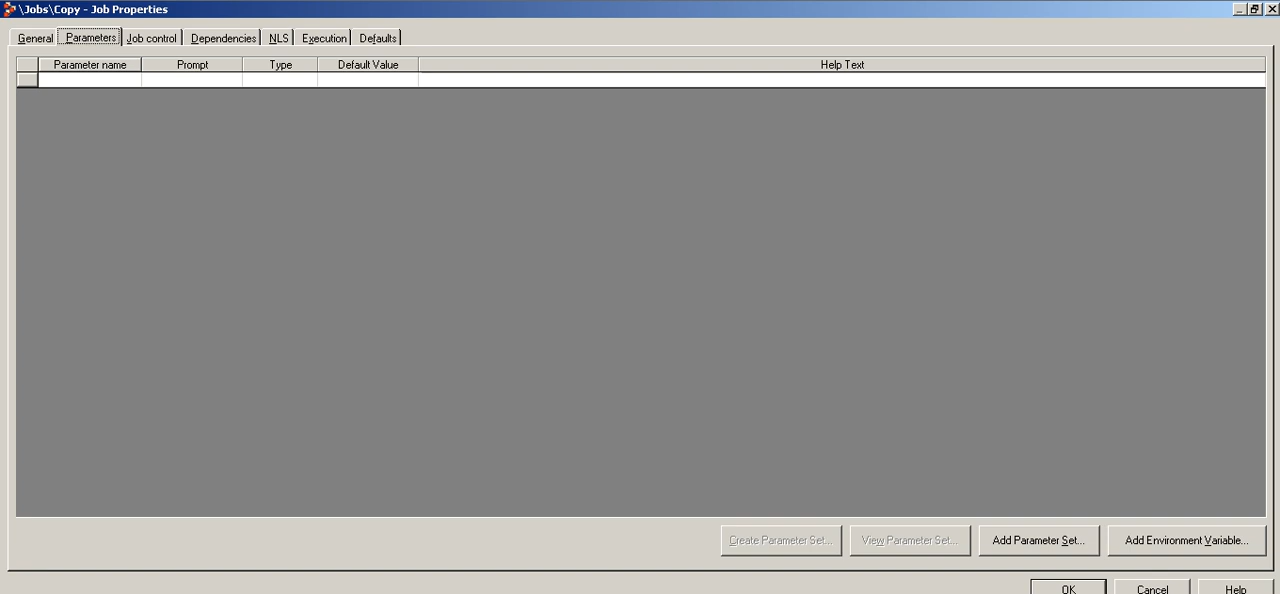 \Jobs\Copy - Job Properties
General Parameters Job control Dependencies NLS Execution Defaults
Parameter name Prompt Type Default Value Help Text
Create Parameter Set... View Parameter Set... Add Parameter Set... Add Environment Variable...
OK Cancel Help